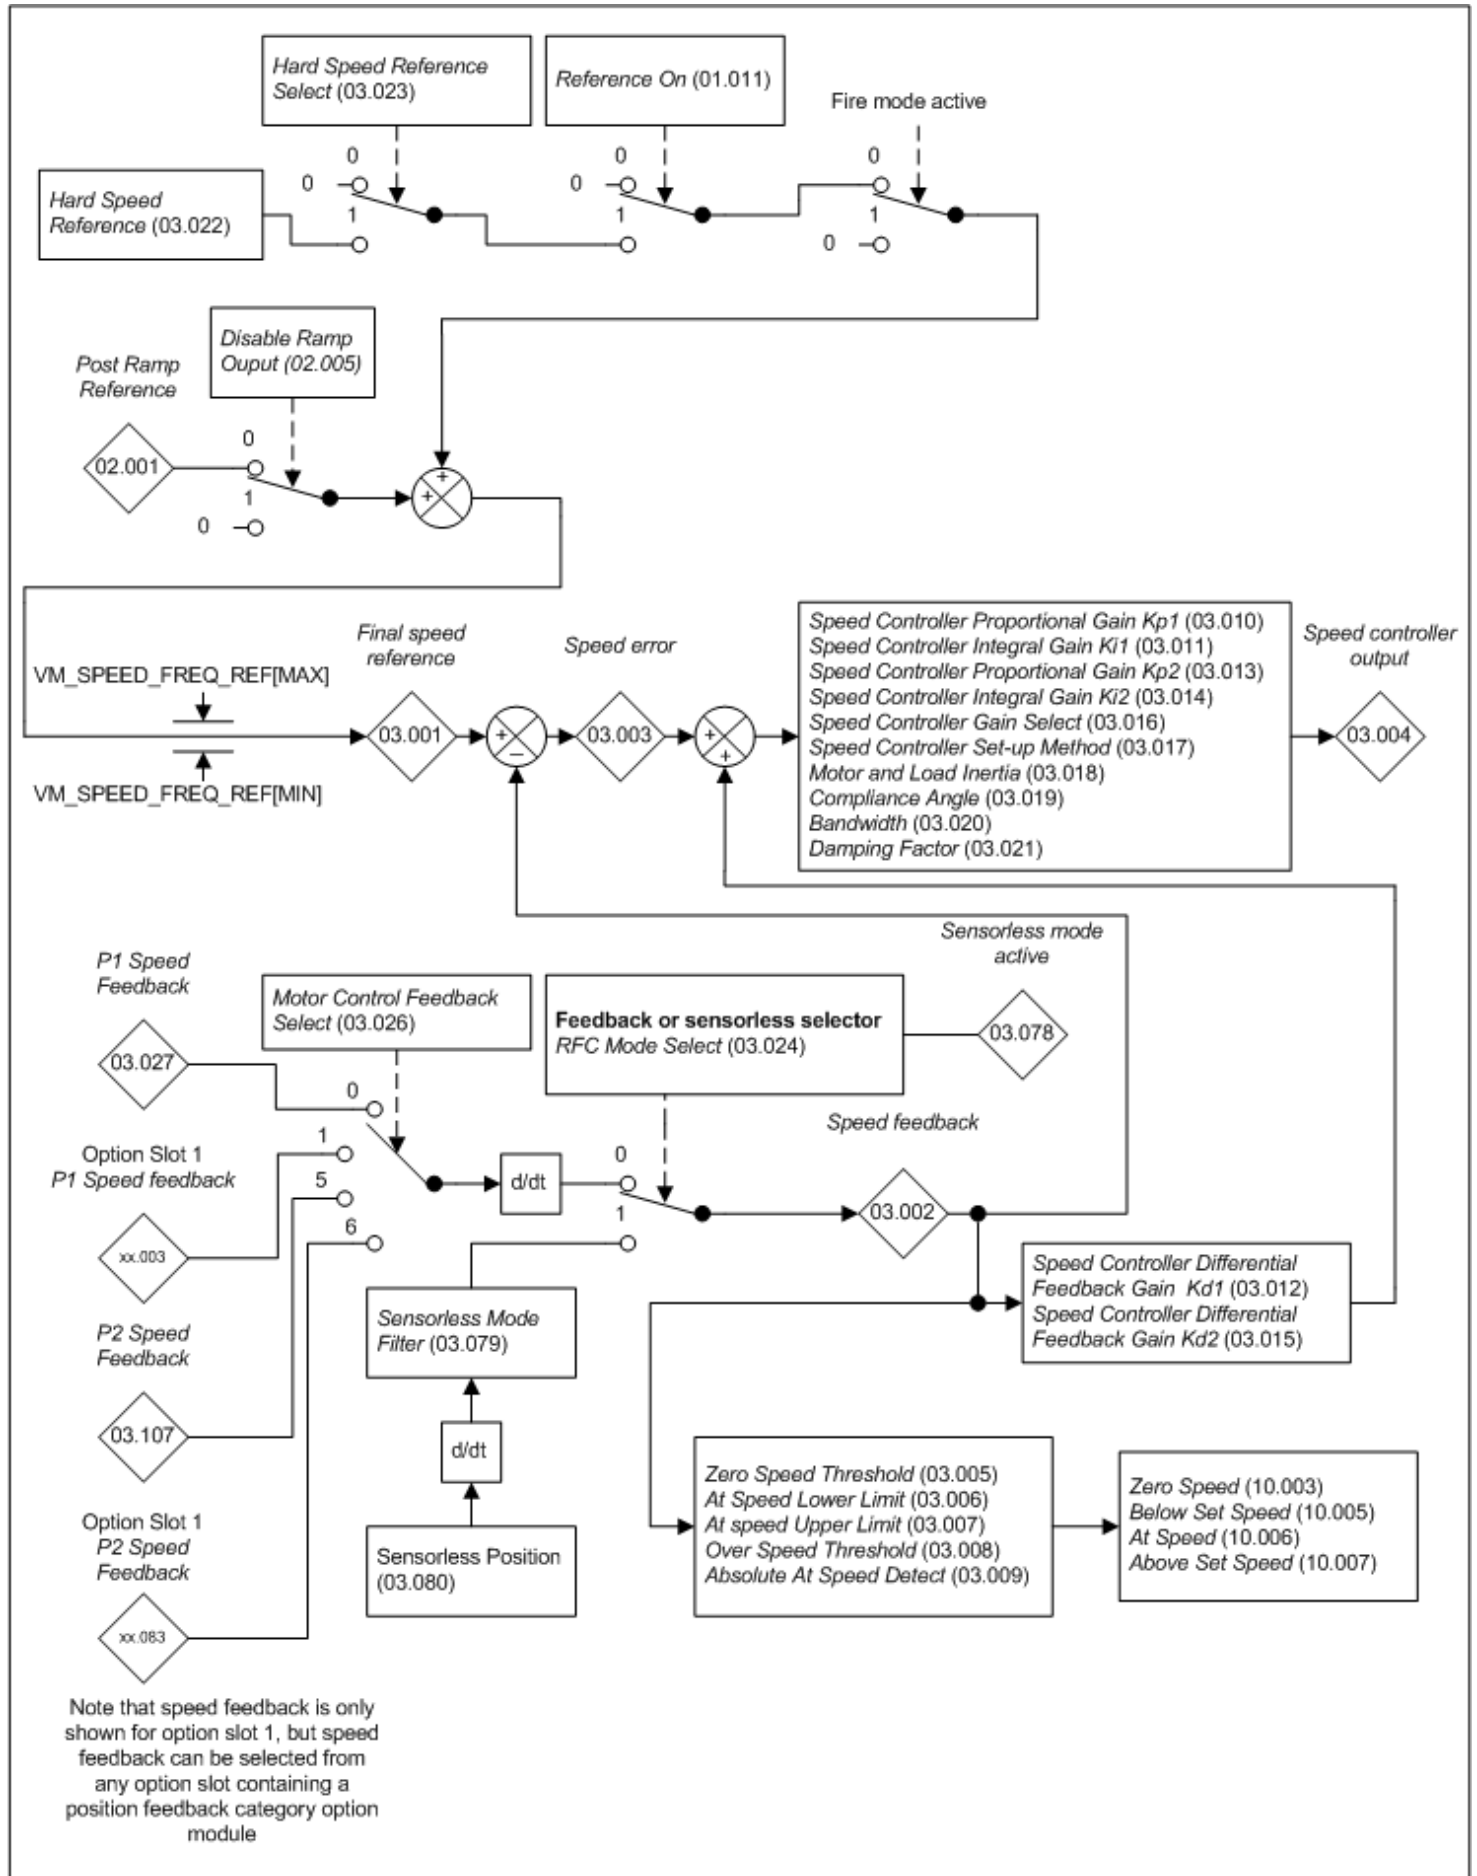 Hard Speed Reference
Select (03.023)
Reference On (01.011)
Fire mode active
0
0
0
0
0
Hard Speed
Reference (03.022)
1
1
1
0
Disable Ramp
Ouput (02.005)
Post Ramp
Reference
0
02.001
1
0
+
+
Final speed
reference
Speed error
Speed Controller Proportional Gain Kp1 (03.010)
Speed Controller Integral Gain Ki1 (03.011)
Speed Controller Proportional Gain Kp2 (03.013)
Speed Controller Integral Gain Ki2 (03.014)
Speed Controller Gain Select (03.016)
Speed Controller Set-up Method (03.017)
Motor and Load Inertia (03.018)
Compliance Angle (03.019)
Bandwidth (03.020)
Damping Factor (03.021)
Speed controller
output
VM_SPEED_FREQ_REF[MAX]
03.001
+
–
03.003
+
+
03.004
VM_SPEED_FREQ_REF[MIN]
Sensorless mode
active
P1 Speed
Feedback
Motor Control Feedback
Select (03.026)
Feedback or sensorless selector
RFC Mode Select (03.024)
03.078
03.027
0
Speed feedback
Option Slot 1
P1 Speed feedback
1
5
6
d/dt
0
1
03.002
xx.003
Speed Controller Differential
Feedback Gain Kd1 (03.012)
Speed Controller Differential
Feedback Gain Kd2 (03.015)
Sensorless Mode
Filter (03.079)
P2 Speed
Feedback
03.107
d/dt
Zero Speed Threshold (03.005)
At Speed Lower Limit (03.006)
At speed Upper Limit (03.007)
Over Speed Threshold (03.008)
Absolute At Speed Detect (03.009)
Zero Speed (10.003)
Below Set Speed (10.005)
At Speed (10.006)
Above Set Speed (10.007)
Option Slot 1
P2 Speed
Feedback
Sensorless Position
(03.080)
xx.083
Note that speed feedback is only
shown for option slot 1, but speed
feedback can be selected from
any option slot containing a
position feedback category option
module